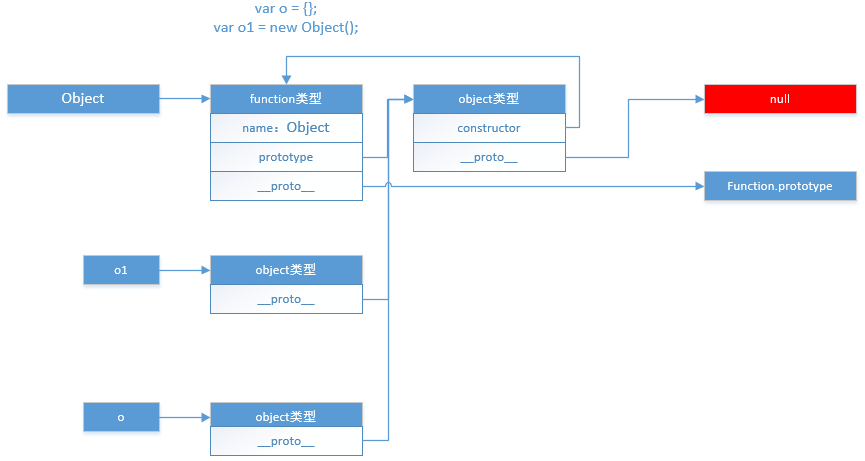 var o = {};
var o1 = new Object();
Object
function类型
object类型
null
name：Object
constructor
prototype
__proto__
__proto__
Function.prototype
o1
object类型
__proto__
o
object类型
__proto__